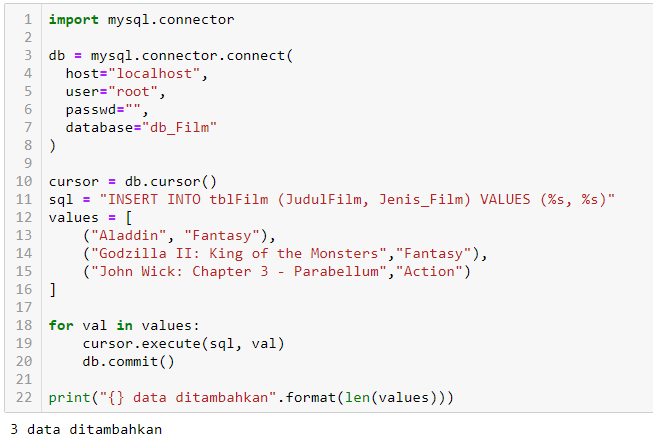 1 import mysql.connector
2
3 db = mysql.connector.connect(
4   host="localhost",
5   user="root",
6   passwd="",
7   database="db_Film"
8 )
9
10 cursor = db.cursor()
11 sql = "INSERT INTO tblFilm (JudulFilm, Jenis_Film) VALUES (%s, %s)"
12 values = [
13     ("Aladdin", "Fantasy"),
14     ("Godzilla II: King of the Monsters","Fantasy"),
15     ("John Wick: Chapter 3 - Parabellum","Action")
16 ]
17
18 for val in values:
19     cursor.execute(sql, val)
20     db.commit()
21
22 print("{} data ditambahkan".format(len(values)))
3 data ditambahkan